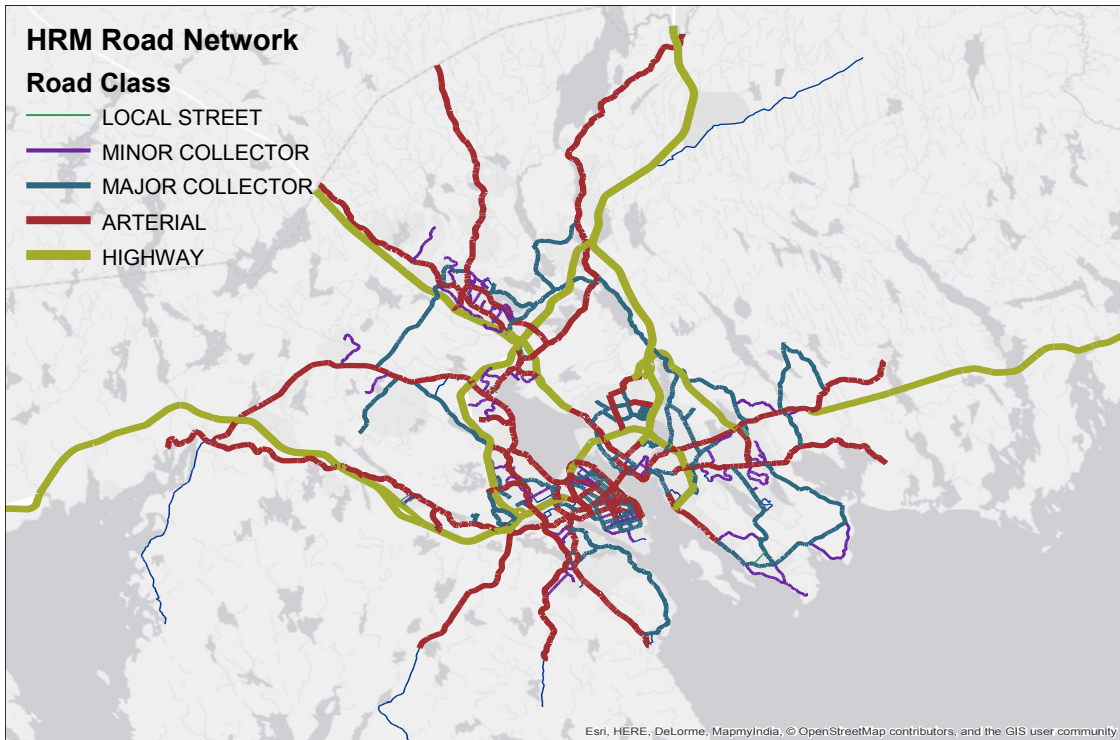 HRM Road Network
Road Class
LOCAL STREET
MINOR COLLECTOR
MAJOR COLLECTOR
ARTERIAL
HIGHWAY
Esri, HERE, DeLorme, MapmyIndia, © OpenStreetMap contributors, and the GIS user community